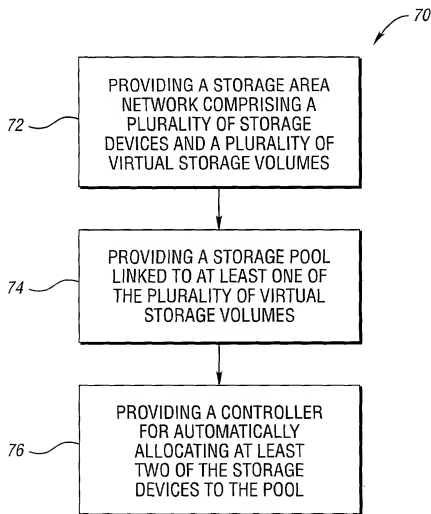 70
PROVIDING A STORAGE AREA
NETWORK COMPRISING A
PLURALITY OF STORAGE
DEVICES AND A PLURALITY OF
VIRTUAL STORAGE VOLUMES
72
PROVIDING A STORAGE POOL
LINKED TO AT LEAST ONE OF
THE PLURALITY OF VIRTUAL
STORAGE VOLUMES
74
PROVIDING A CONTROLLER
FOR AUTOMATICALLY
ALLOCATING AT LEAST
TWO OF THE STORAGE
DEVICES TO THE POOL
76